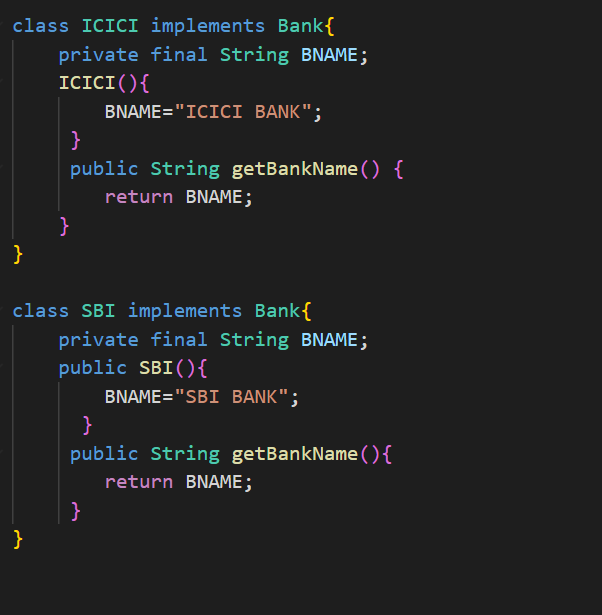 class ICICI implements Bank{
    private final String BNAME;
    ICICI(){
        BNAME="ICICI BANK";
     }
     public String getBankName() {
        return BNAME;
    }
}
class SBI implements Bank{
    private final String BNAME;
    public SBI(){
        BNAME="SBI BANK";
      }
     public String getBankName(){
        return BNAME;
     }
}